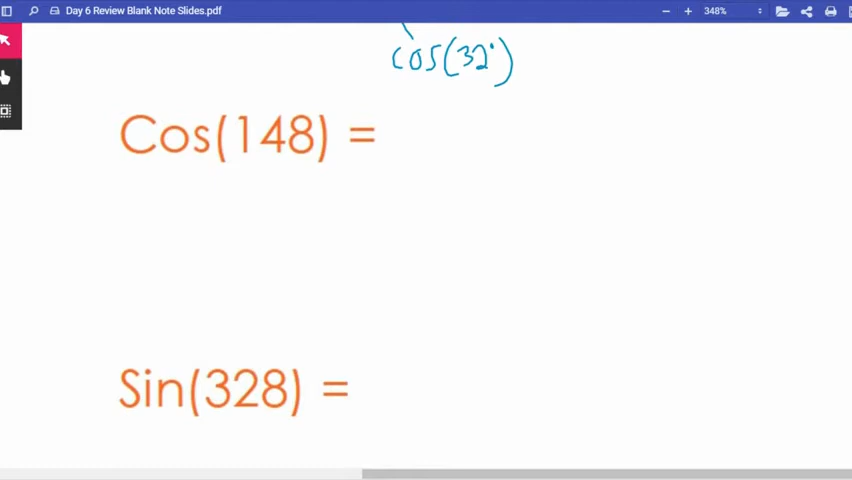 Day 6 Review Blank Note Slides.pdf
348%
cos(32°)
Cos(148) =
Sin(328) =